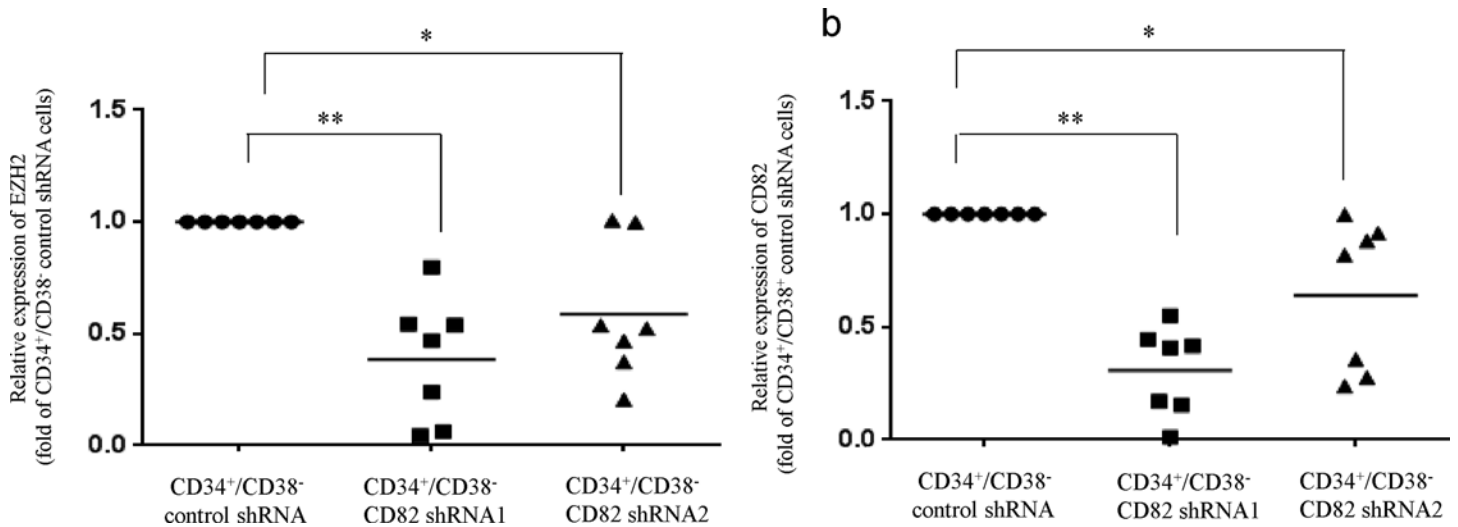 *
**
Relative expression of EZH2
(fold of CD34⁺/CD38⁻ control shRNA cells)
1.5
1.0
0.5
0.0
CD34⁺/CD38⁻
control shRNA
CD34⁺/CD38⁻
CD82 shRNA1
CD34⁺/CD38⁻
CD82 shRNA2
b
*
**
Relative expression of CD82
(fold of CD34⁺/CD38⁺ control shRNA cells)
1.5
1.0
0.5
0.0
CD34⁺/CD38⁻
control shRNA
CD34⁺/CD38⁻
CD82 shRNA1
CD34⁺/CD38⁻
CD82 shRNA2